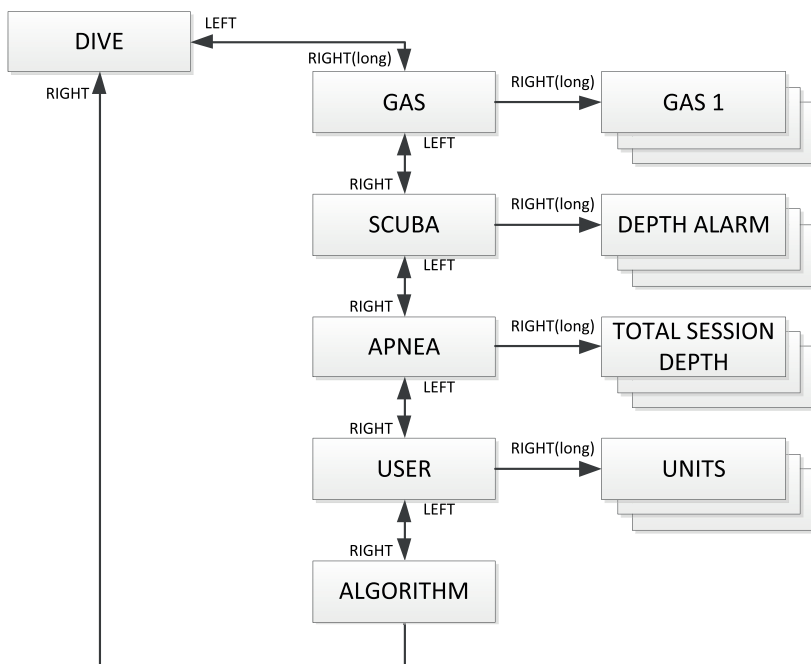 LEFT
DIVE
RIGHT(long)
RIGHT
GAS
RIGHT(long)
GAS 1
LEFT
RIGHT
SCUBA
RIGHT(long)
DEPTH ALARM
LEFT
RIGHT
APNEA
RIGHT(long)
TOTAL SESSION
DEPTH
LEFT
RIGHT
USER
RIGHT(long)
UNITS
LEFT
RIGHT
ALGORITHM